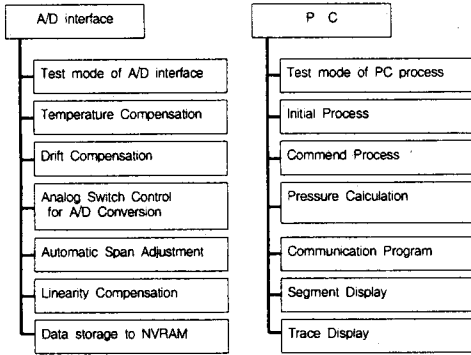 A/D interface
Test mode of A/D interface
Temperature Compensation
Drift Compensation
Analog Switch Control
for A/D Conversion
Automatic Span Adjustment
Linearity Compensation
Data storage to NVRAM
P C
Test mode of PC process
Initial Process
Commend Process
Pressure Calculation
Communication Program
Segment Display
Trace Display